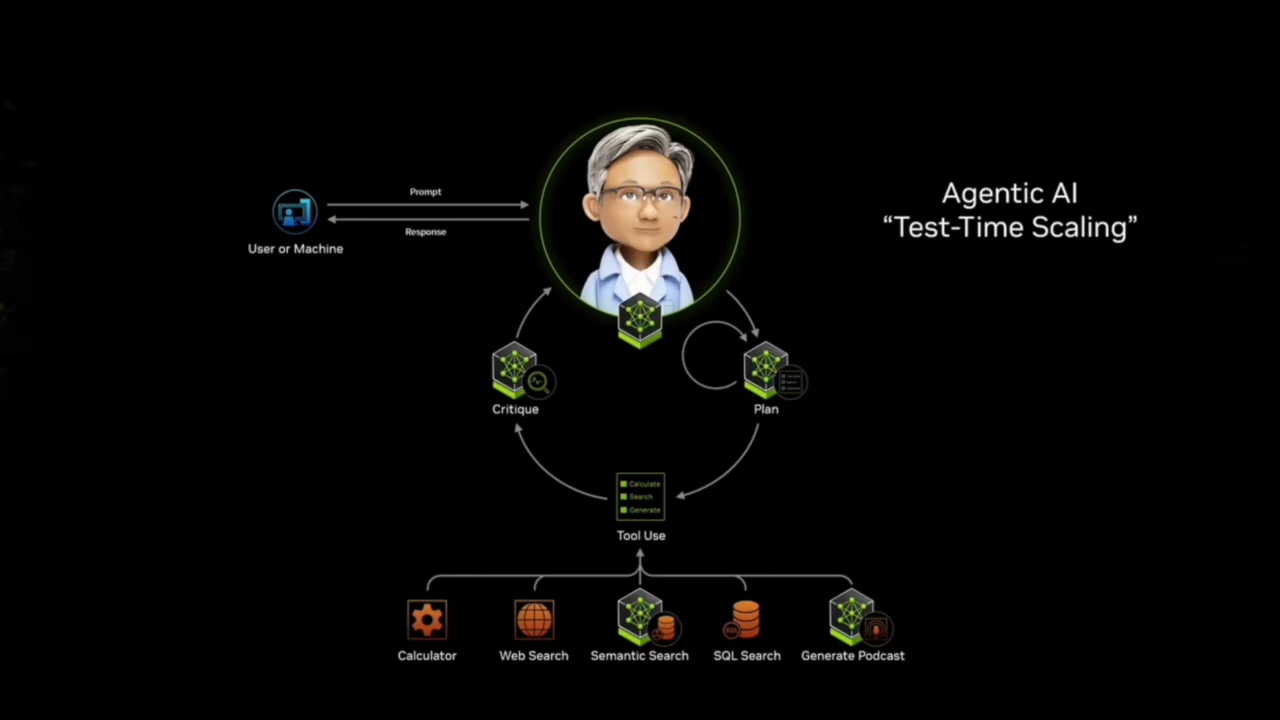 Agentic AI
“Test-Time Scaling”
Prompt
Response
User or Machine
Critique
Plan
Calculate
Search
Generate
Tool Use
Calculator
Web Search
Semantic Search
SQL Search
Generate Podcast